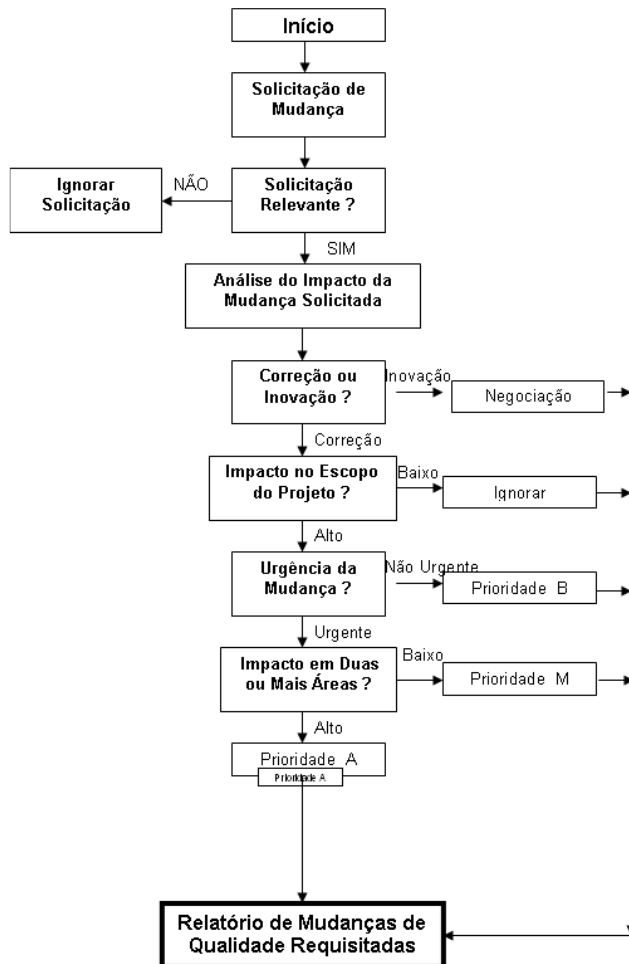 Início
Solicitação de
Mudança
Ignorar
Solicitação
NÃO
Solicitação
Relevante ?
SIM
Análise do Impacto da
Mudança Solicitada
Correção ou
Inovação ?
Inovação
Negociação
Correção
Impacto no Escopo
do Projeto ?
Baixo
Ignorar
Alto
Urgência da
Mudança ?
Não Urgente
Prioridade B
Urgente
Impacto em Duas
ou Mais Áreas ?
Baixo
Prioridade M
Alto
Prioridade A
Prioridade A
Relatório de Mudanças de
Qualidade Requisitadas